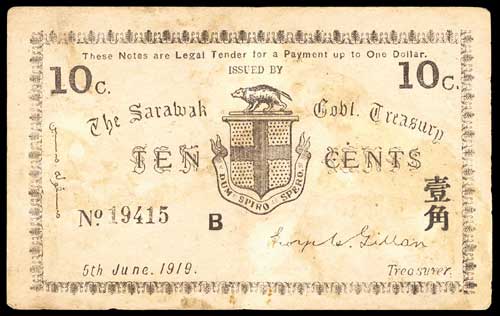 These Notes are Legal Tender for a Payment up to One Dollar.
10c. ISSUED BY 10c.
The Sarawak Govt. Treasury
TEN CENTS
DUM SPIRO SPERO
No 19415 B
壹角
5th June. 1919. Treasurer.